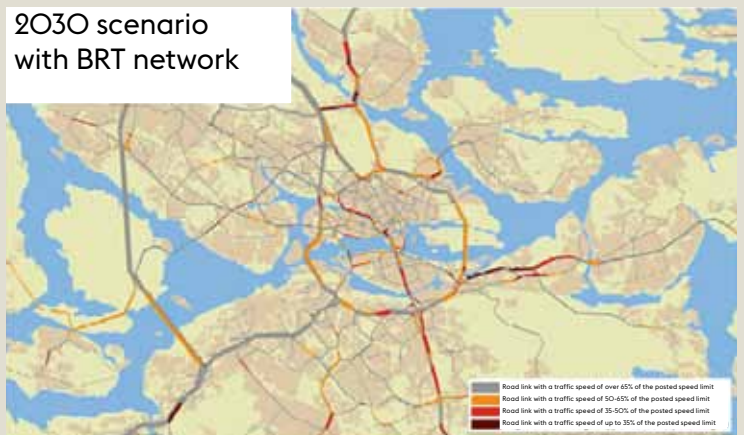 2030 scenario
with BRT network
Road link with a traffic speed of over 65% of the posted speed limit
Road link with a traffic speed of 50-65% of the posted speed limit
Road link with a traffic speed of 35-50% of the posted speed limit
Road link with a traffic speed of up to 35% of the posted speed limit